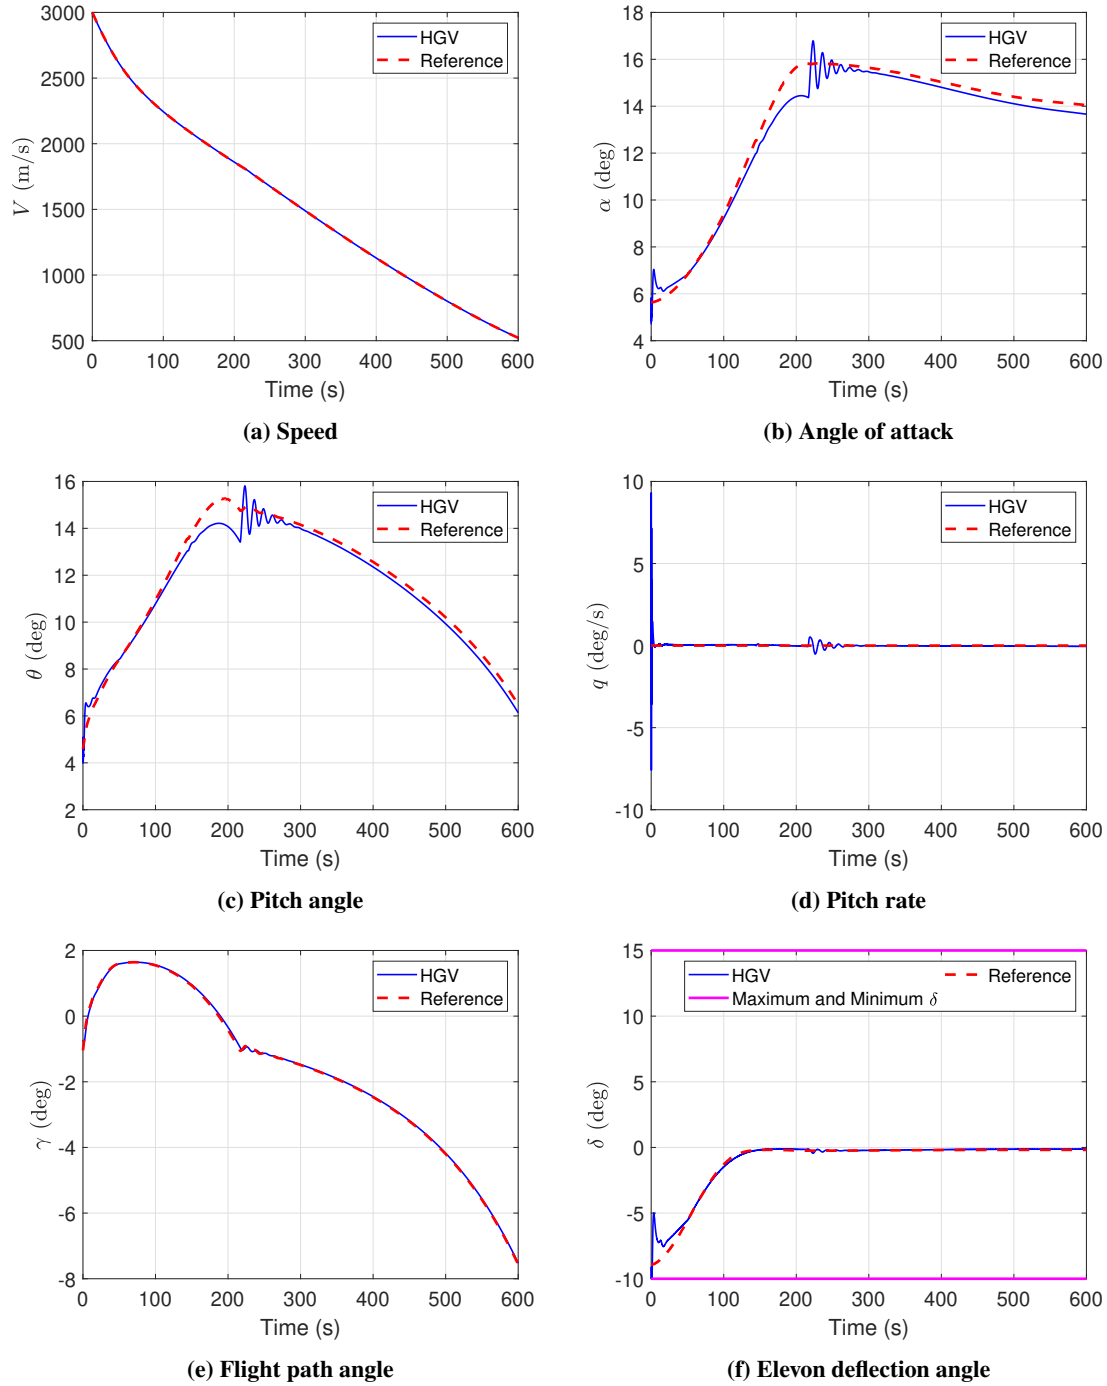 3000
2500
2000
1500
1000
500
V (m/s)
HGV
Reference
0 100 200 300 400 500 600
Time (s)
(a) Speed
18
16
14
12
10
8
6
4
α (deg)
HGV
Reference
0 100 200 300 400 500 600
Time (s)
(b) Angle of attack
16
14
12
10
8
6
4
2
θ (deg)
HGV
Reference
0 100 200 300 400 500 600
Time (s)
(c) Pitch angle
10
5
0
-5
-10
q (deg/s)
HGV
Reference
0 100 200 300 400 500 600
Time (s)
(d) Pitch rate
2
0
-2
-4
-6
-8
γ (deg)
HGV
Reference
0 100 200 300 400 500 600
Time (s)
(e) Flight path angle
15
10
5
0
-5
-10
δ (deg)
HGV Reference
Maximum and Minimum δ
0 100 200 300 400 500 600
Time (s)
(f) Elevon deflection angle